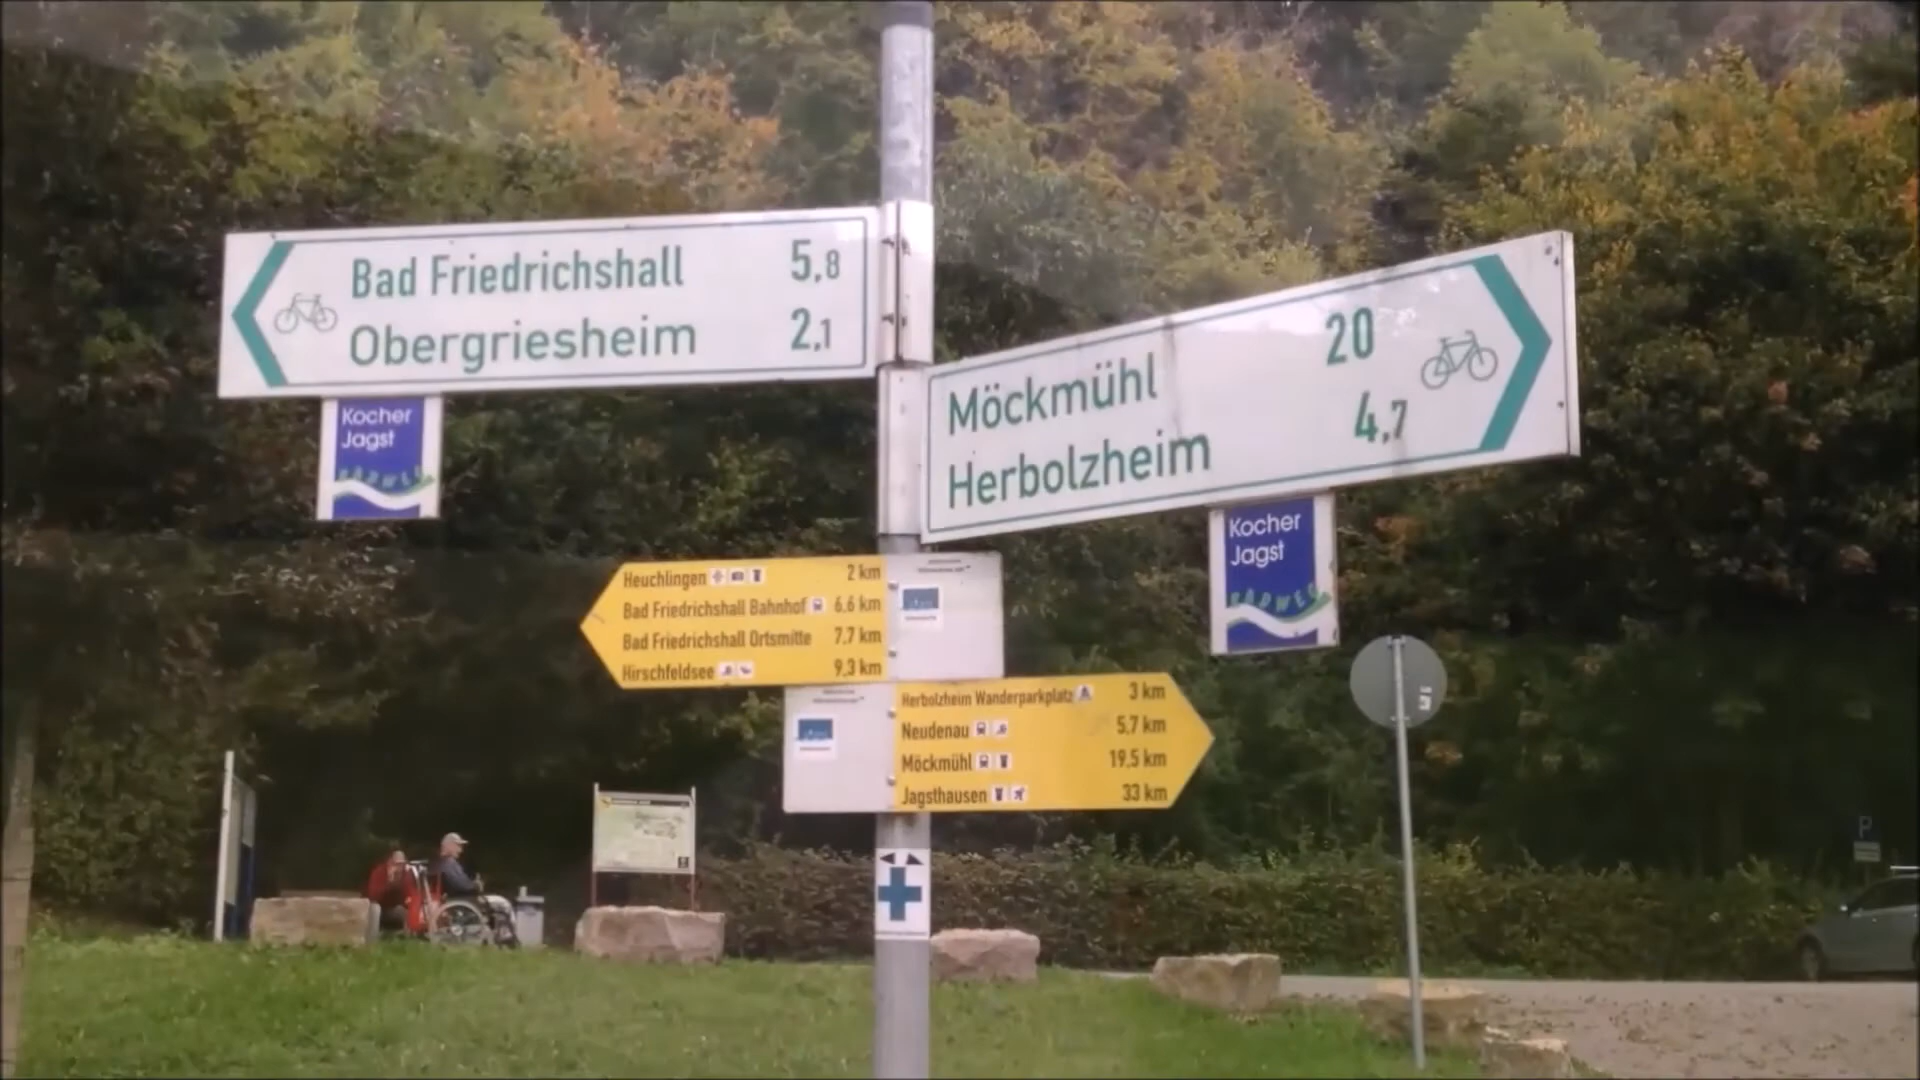 Bad Friedrichshall 5,8
Obergriesheim 2,1
Kocher
Jagst
RADWEG
Möckmühl 20
Herbolzheim 4,7
Kocher
Jagst
RADWEG
Heuchlingen 2 km
Bad Friedrichshall Bahnhof 6.6 km
Bad Friedrichshall Ortsmitte 7.7 km
Hirschfeldsee 9,3 km
Herbolzheim Wanderparkplatz 3 km
Neudenau 5,7 km
Möckmühl 19,5 km
Jagsthausen 33 km
P